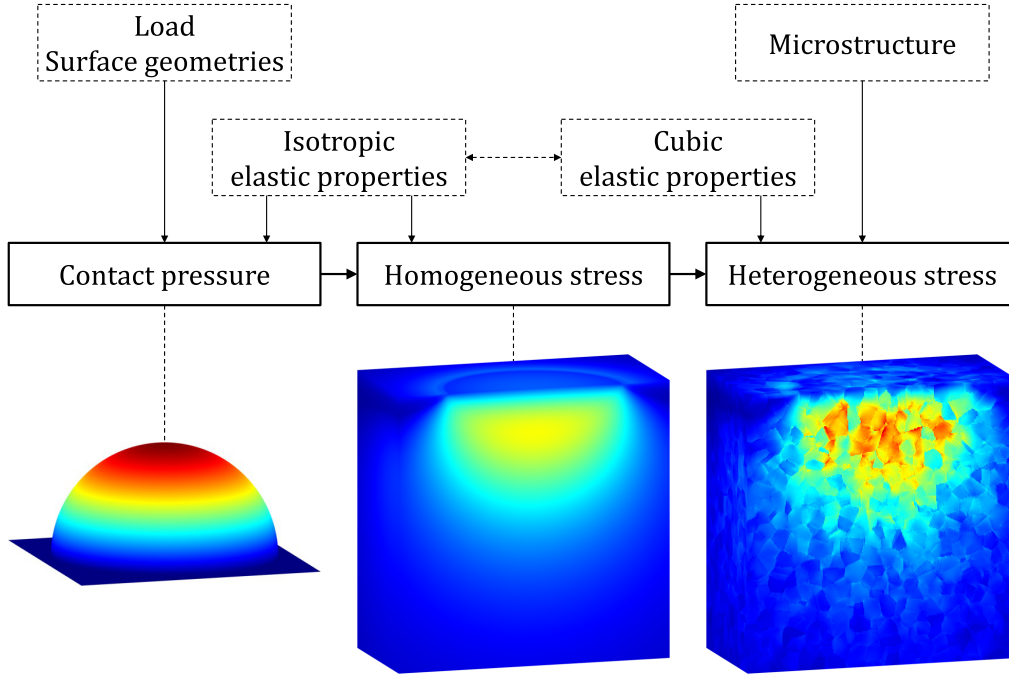 Load
Surface geometries
Microstructure
Isotropic
elastic properties
Cubic
elastic properties
Contact pressure
Homogeneous stress
Heterogeneous stress